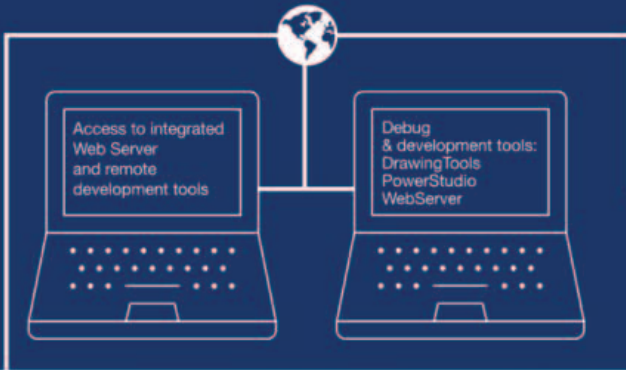 Access to integrated
Web Server
and remote
development tools
Debug
& development tools:
DrawingTools
PowerStudio
WebServer